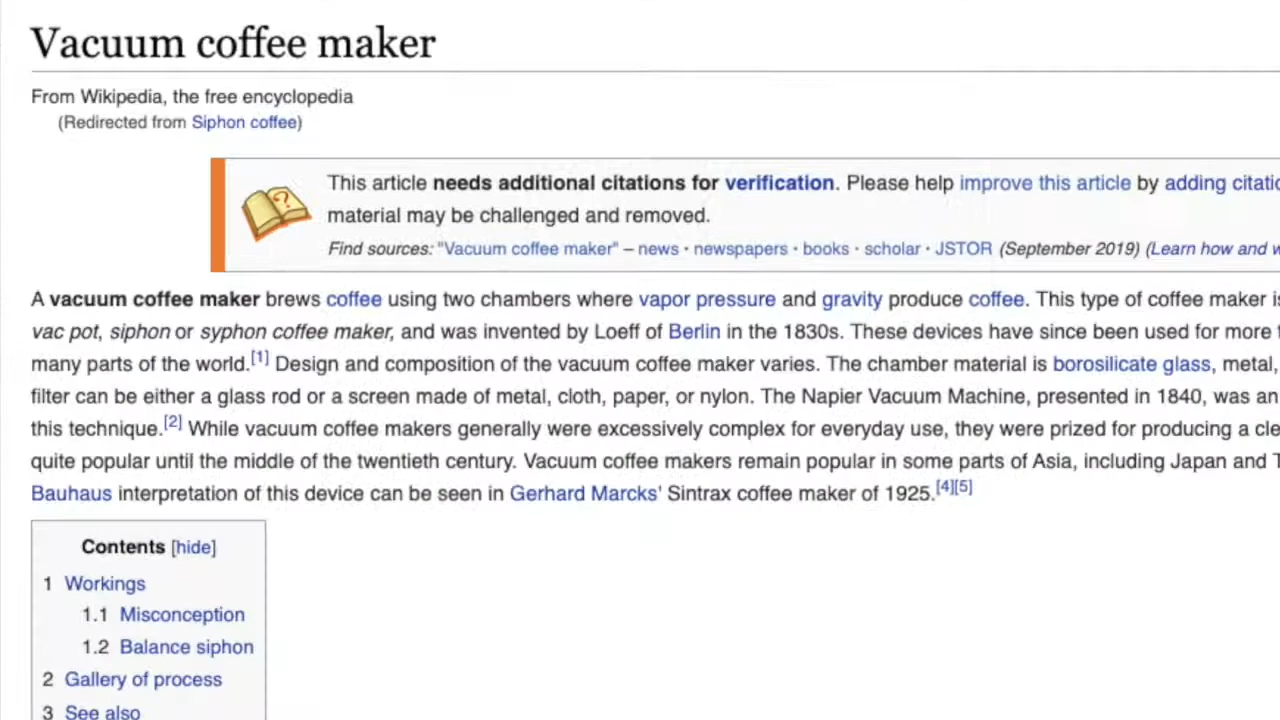 Vacuum coffee maker
From Wikipedia, the free encyclopedia
(Redirected from Siphon coffee)
This article needs additional citations for verification. Please help improve this article by adding
material may be challenged and removed.
Find sources: "Vacuum coffee maker" – news · newspapers · books · scholar · JSTOR (September 2019) (Learn how and
A vacuum coffee maker brews coffee using two chambers where vapor pressure and gravity produce coffee. This type of coffee maker
vac pot, siphon or syphon coffee maker, and was invented by Loeff of Berlin in the 1830s. These devices have since been used for more
many parts of the world.[1] Design and composition of the vacuum coffee maker varies. The chamber material is borosilicate glass, metal,
filter can be either a glass rod or a screen made of metal, cloth, paper, or nylon. The Napier Vacuum Machine, presented in 1840, was an
this technique.[2] While vacuum coffee makers generally were excessively complex for everyday use, they were prized for producing a
quite popular until the middle of the twentieth century. Vacuum coffee makers remain popular in some parts of Asia, including Japan and
Bauhaus interpretation of this device can be seen in Gerhard Marcks' Sintrax coffee maker of 1925.[4][5]
Contents [hide]
1 Workings
1.1 Misconception
1.2 Balance siphon
2 Gallery of process
3 See also